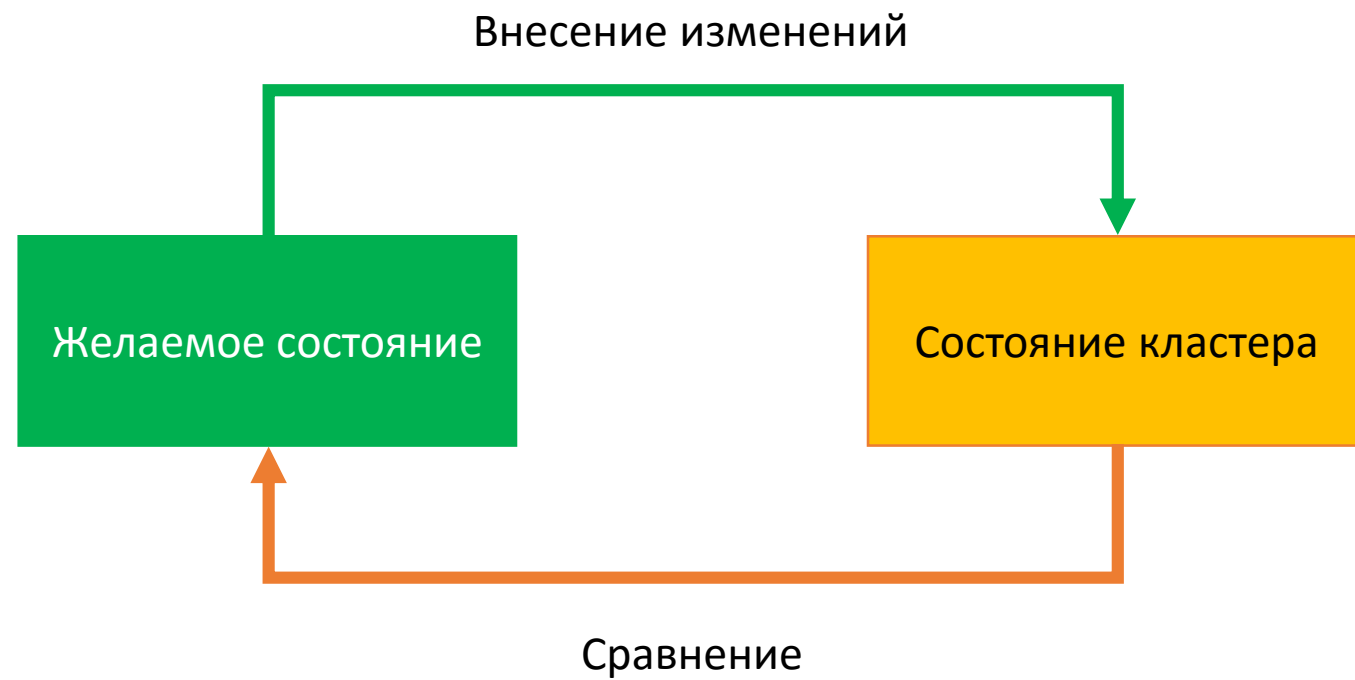 Внесение изменений
Желаемое состояние
Состояние кластера
Сравнение